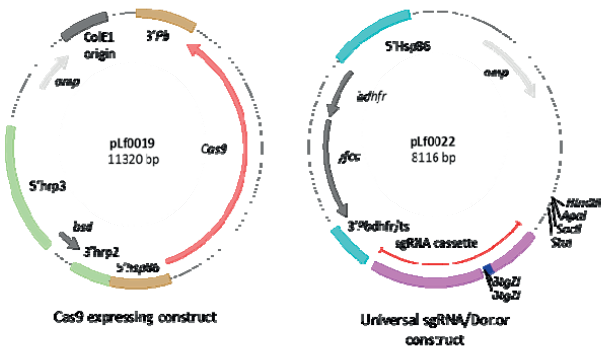 ColE1
origin
3'Pb
amp
pLf0019
11320 bp
Cas9
5'hrp3
bsd
3'hrp2
5'hsp86
Cas9 expressing construct
5'Hsp86
amp
hdhfr
yfcu
pLf0022
8116 bp
3'Pbdhfr/ts
sgRNA cassette
HindIII
ApaI
SacII
StuI
3bgZI
3bgZI
Universal sgRNA/Donor
construct